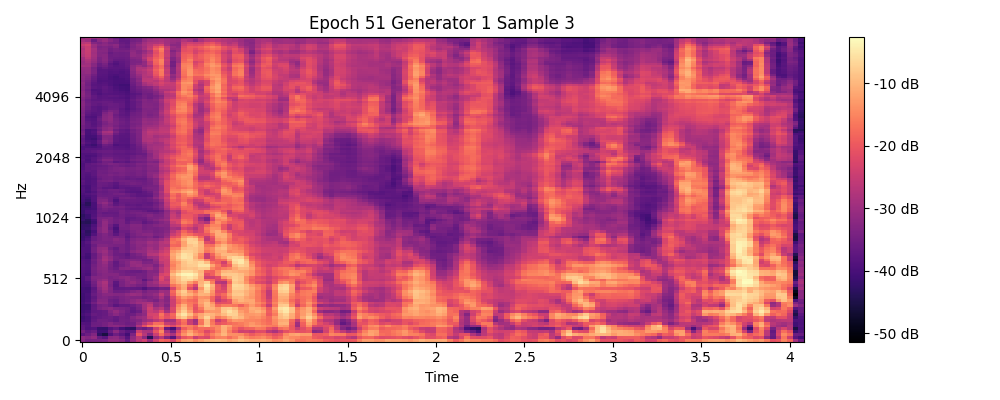 Epoch 51 Generator 1 Sample 3
Hz
4096
2048
1024
512
0
0 0.5 1 1.5 2 2.5 3 3.5 4
Time
-10 dB
-20 dB
-30 dB
-40 dB
-50 dB